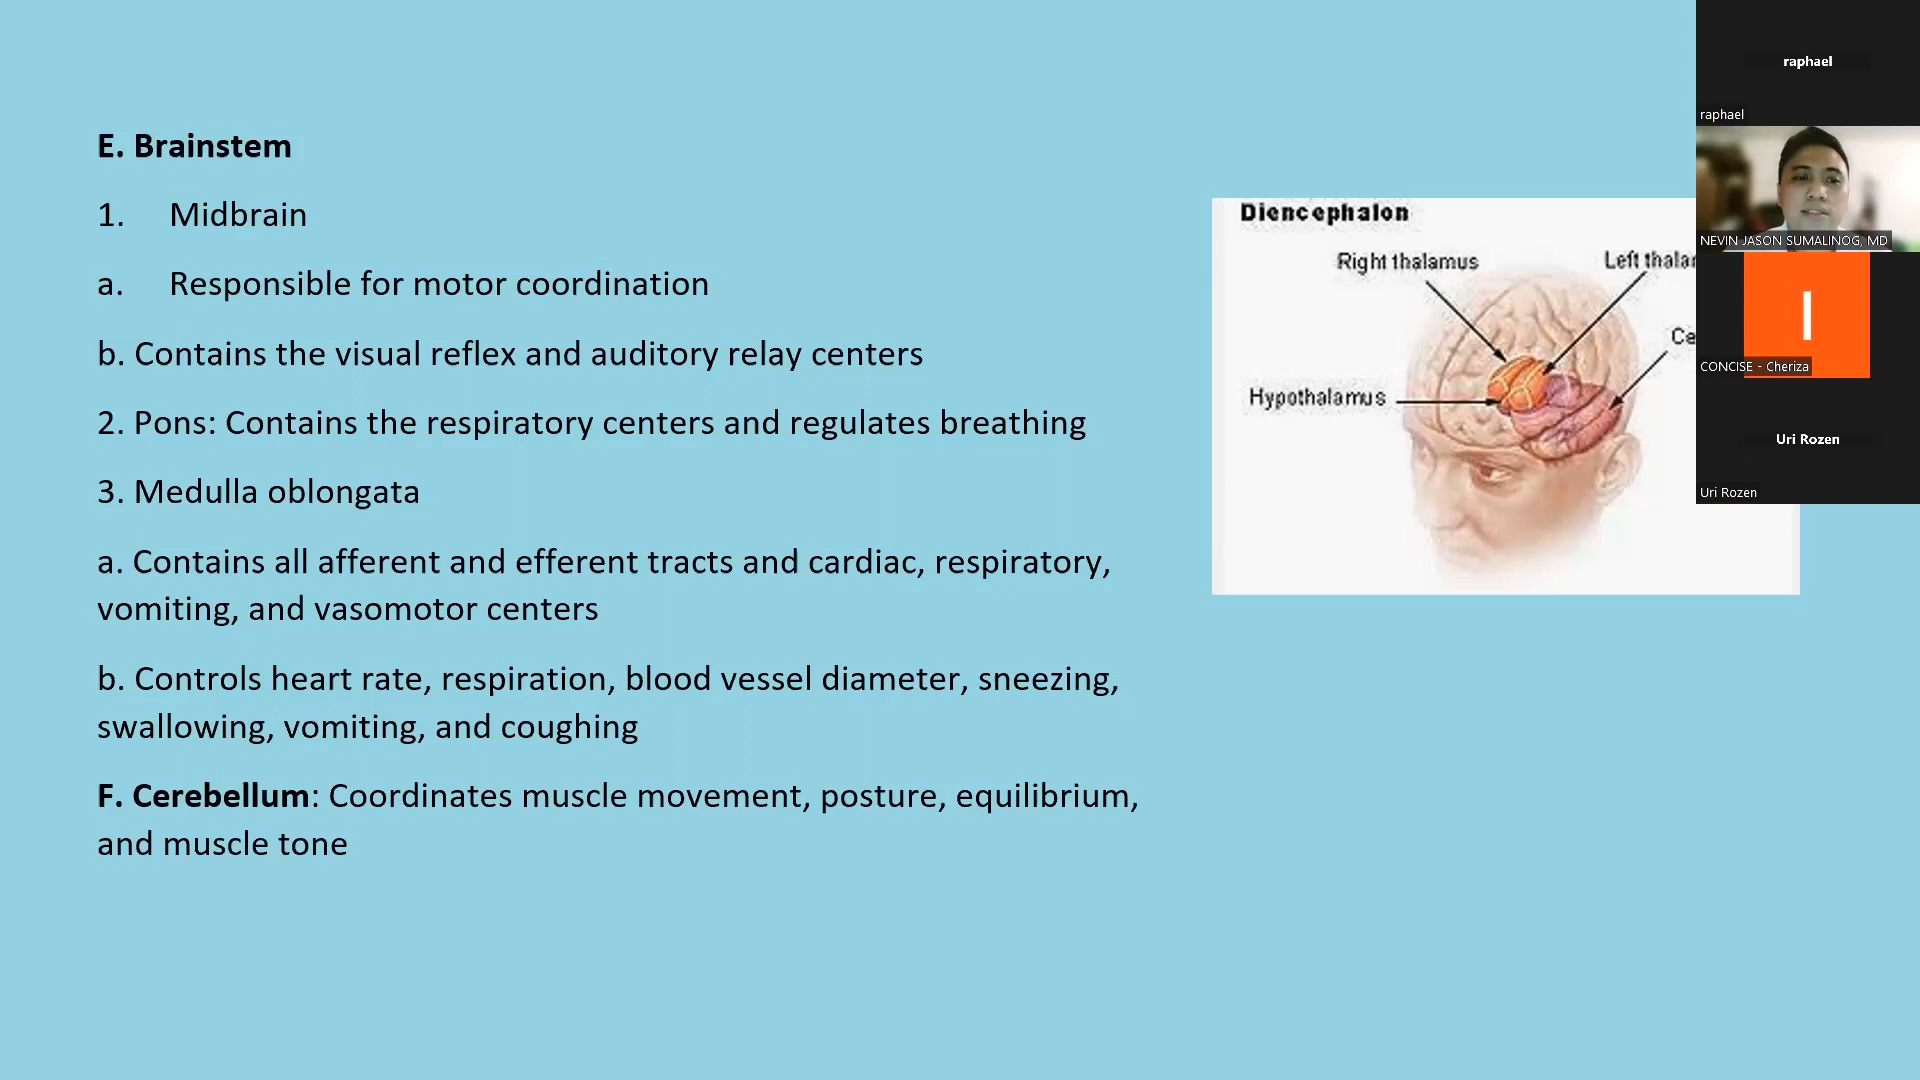 E. Brainstem
1. Midbrain
a. Responsible for motor coordination
b. Contains the visual reflex and auditory relay centers
2. Pons: Contains the respiratory centers and regulates breathing
3. Medulla oblongata
a. Contains all afferent and efferent tracts and cardiac, respiratory,
vomiting, and vasomotor centers
b. Controls heart rate, respiration, blood vessel diameter, sneezing,
swallowing, vomiting, and coughing
F. Cerebellum: Coordinates muscle movement, posture, equilibrium,
and muscle tone
Diencephalon
Right thalamus
Left
Hypothalamus
raphael
raphael
NEVIN JASON SUMALINOG, MD
I
CONCISE - Cheriza
Uri Rozen
Uri Rozen